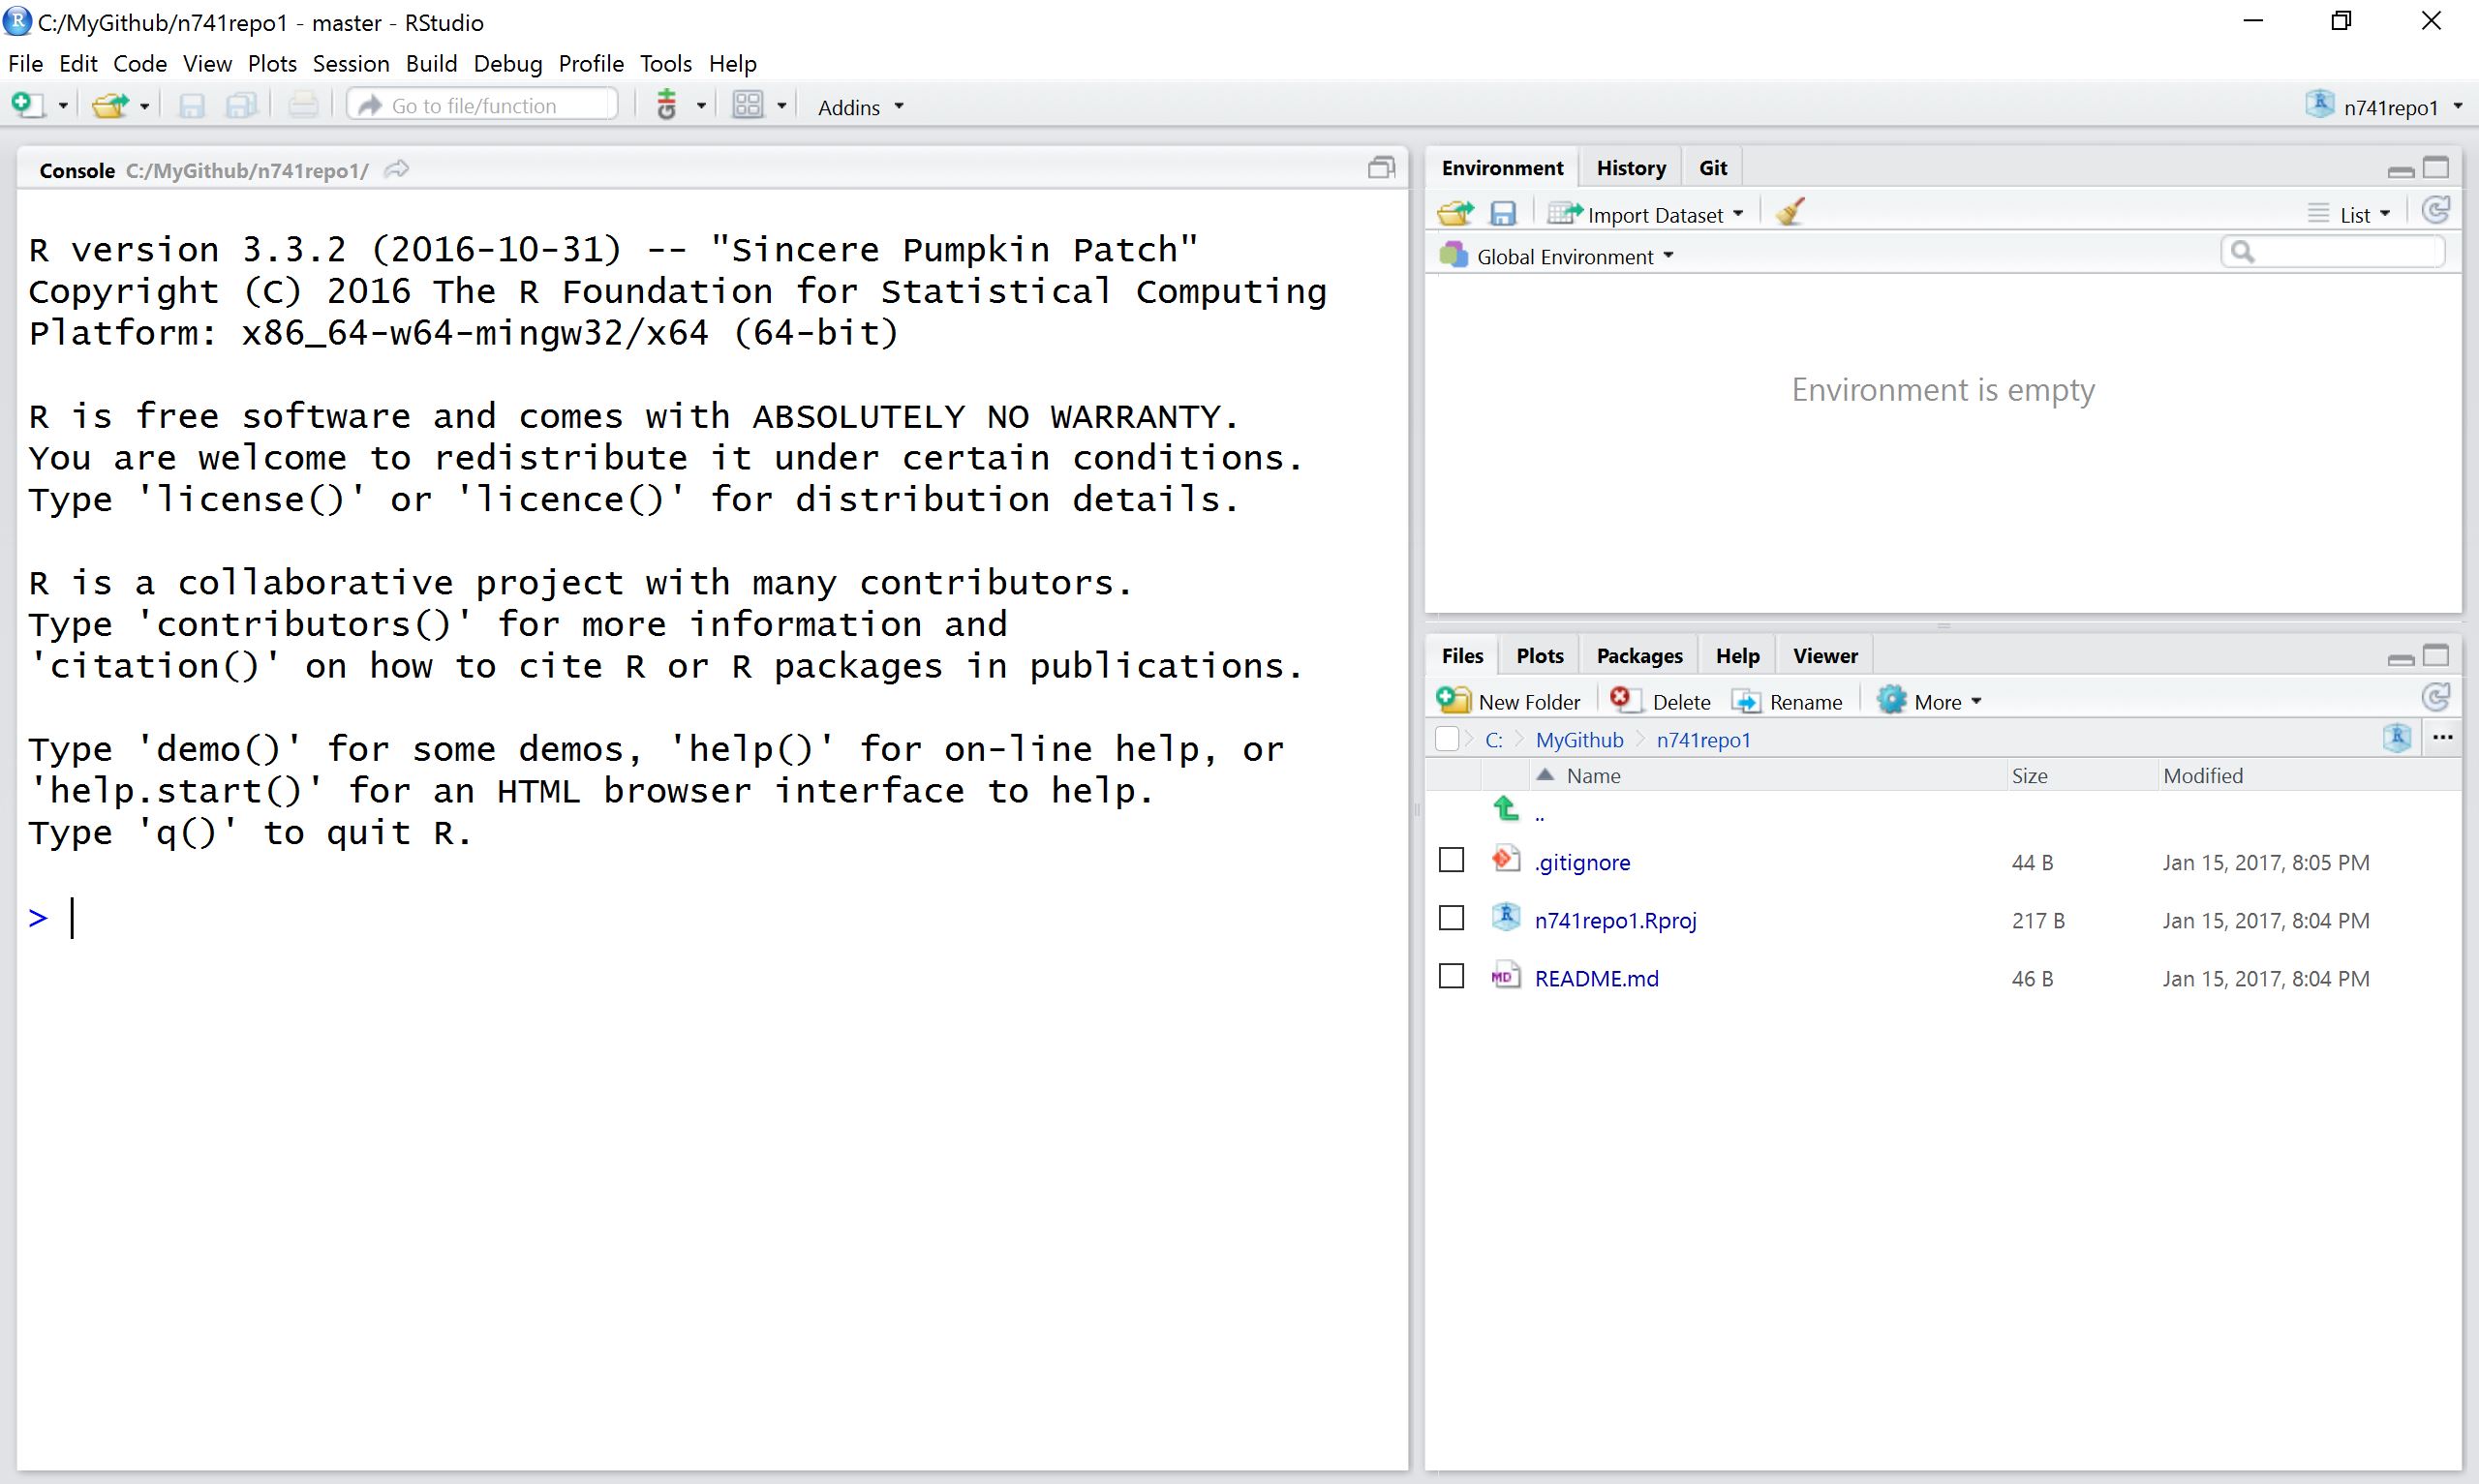 C:/MyGithub/n741repo1 - master - RStudio
File Edit Code View Plots Session Build Debug Profile Tools Help
Go to file/function Addins n741repo1
Console C:/MyGithub/n741repo1/
R version 3.3.2 (2016-10-31) -- "Sincere Pumpkin Patch"
Copyright (C) 2016 The R Foundation for Statistical Computing
Platform: x86_64-w64-mingw32/x64 (64-bit)
R is free software and comes with ABSOLUTELY NO WARRANTY.
You are welcome to redistribute it under certain conditions.
Type 'license()' or 'licence()' for distribution details.
R is a collaborative project with many contributors.
Type 'contributors()' for more information and
'citation()' on how to cite R or R packages in publications.
Type 'demo()' for some demos, 'help()' for on-line help, or
'help.start()' for an HTML browser interface to help.
Type 'q()' to quit R.
>
Environment History Git
Import Dataset List
Global Environment
Environment is empty
Files Plots Packages Help Viewer
New Folder Delete Rename More
C: MyGithub n741repo1 ...
Name Size Modified
..
.gitignore 44 B Jan 15, 2017, 8:05 PM
n741repo1.Rproj 217 B Jan 15, 2017, 8:04 PM
README.md 46 B Jan 15, 2017, 8:04 PM